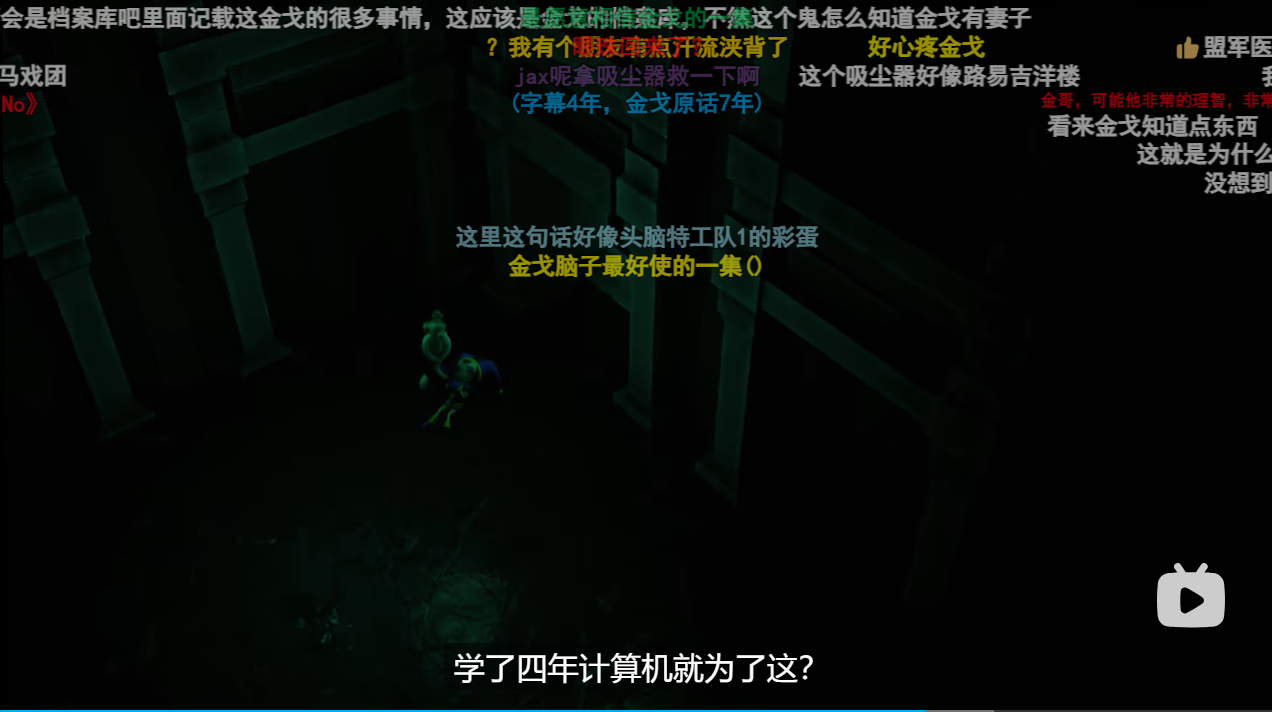 会是档案库吧里面记载这金戈的很多事情，这应该是金戈的档案库，不然这个鬼怎么知道金戈有妻子
？我有个朋友有点汗流浃背了
好心疼金戈
盟军医
马戏团
jax呢拿吸尘器救一下啊
这个吸尘器好像路易吉洋楼
No》
(字幕4年，金戈原话7年)
金哥，可能他非常的理智，非常
看来金戈知道点东西
这就是为什么
没想到
这里这句话好像头脑特工队1的彩蛋
金戈脑子最好使的一集()
学了四年计算机就为了这？